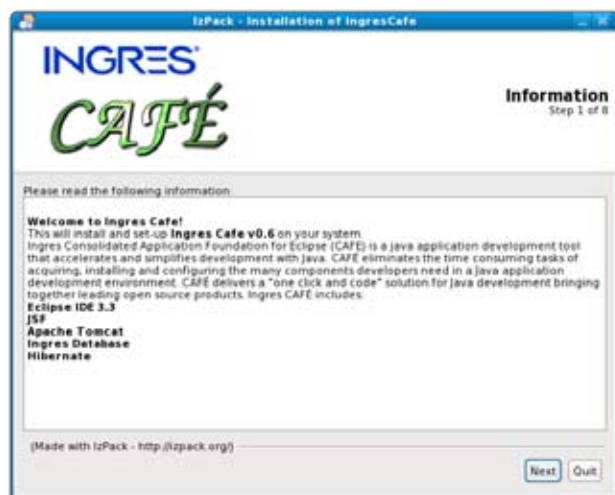 IzPack - Installation of IngresCafe
INGRES
CAFÉ
Information
Step 1 of 8
Please read the following information
Welcome to Ingres Cafe!
This will install and set-up Ingres Cafe v0.6 on your system.
Ingres Consolidated Application Foundation for Eclipse (CAFÉ) is a java application development tool
that accelerates and simplifies development with Java. CAFÉ eliminates the time consuming tasks of
acquiring, installing and configuring the many components developers need in a Java application
development environment. CAFÉ delivers a "one click and code" solution for Java development bringing
together leading open source products. Ingres CAFÉ includes:
Eclipse IDE 3.3
JSF
Apache Tomcat
Ingres Database
Hibernate
(Made with IzPack - http://izpack.org/)
Next
Quit